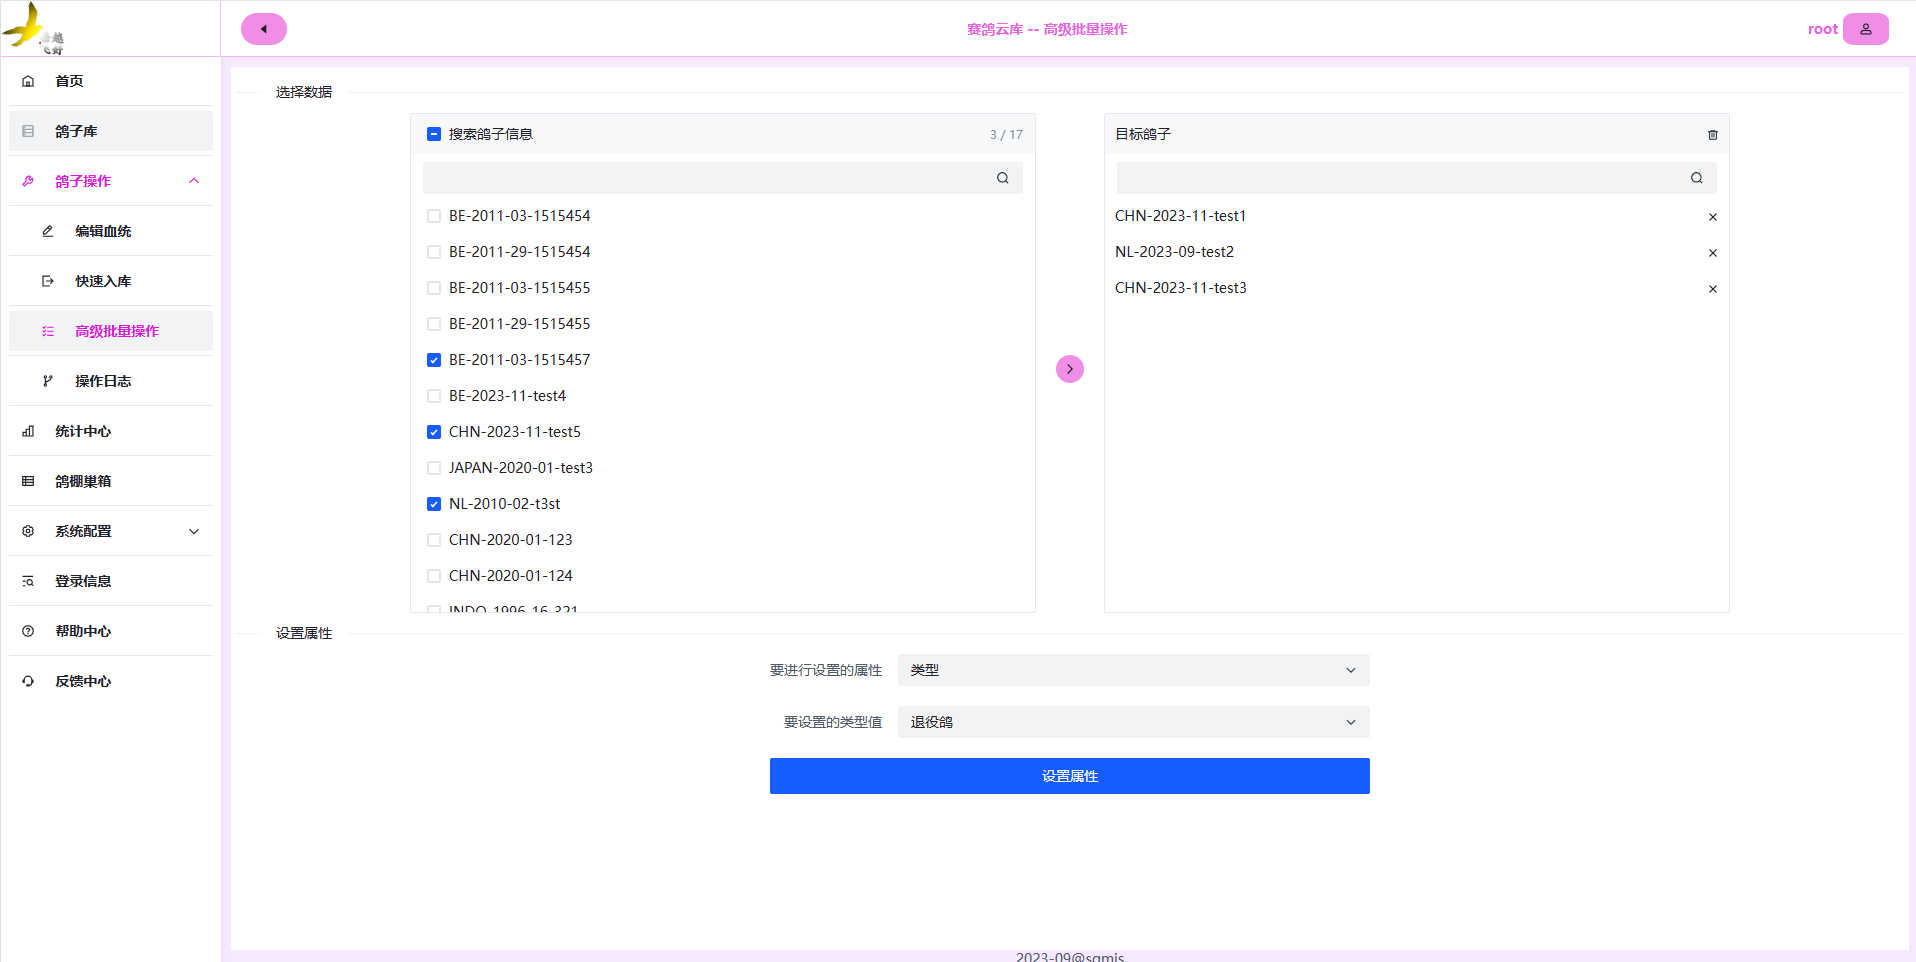 赛鸽云库 -- 高级批量操作
root
首页
鸽子库
鸽子操作
编辑血统
快速入库
高级批量操作
操作日志
统计中心
鸽棚巢箱
系统配置
登录信息
帮助中心
反馈中心
选择数据
搜索鸽子信息
3 / 17
BE-2011-03-1515454
BE-2011-29-1515454
BE-2011-03-1515455
BE-2011-29-1515455
BE-2011-03-1515457
BE-2023-11-test4
CHN-2023-11-test5
JAPAN-2020-01-test3
NL-2010-02-t3st
CHN-2020-01-123
CHN-2020-01-124
INDO-1996-16-321
目标鸽子
CHN-2023-11-test1
NL-2023-09-test2
CHN-2023-11-test3
设置属性
要进行设置的属性
类型
要设置的类型值
退役鸽
设置属性
2023-09@sgmis